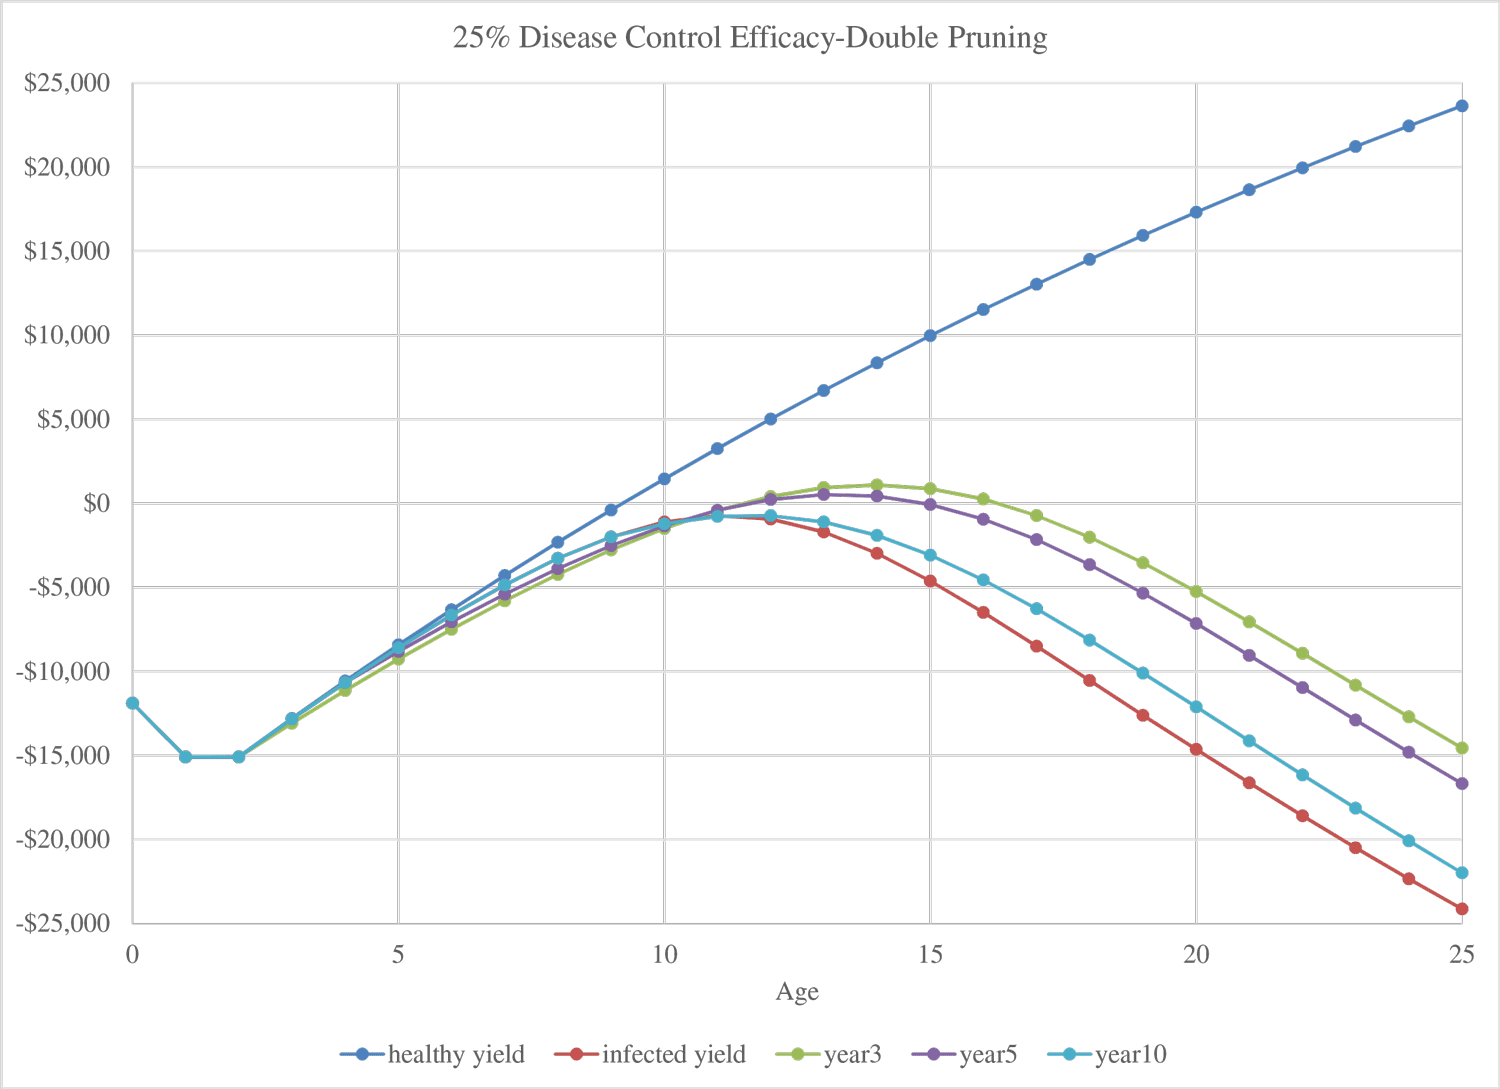 25% Disease Control Efficacy-Double Pruning
$25,000
$20,000
$15,000
$10,000
$5,000
$0
-$5,000
-$10,000
-$15,000
-$20,000
-$25,000
0 5 10 15 20 25
Age
healthy yield infected yield year3 year5 year10